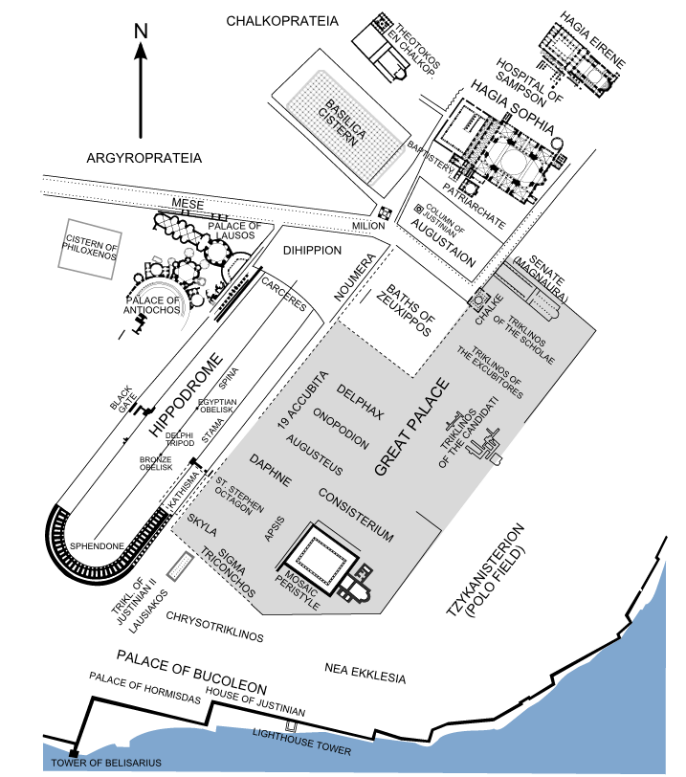 CHALKOPRATEIA
N
THEOTOKOS
EN CHALKOP.
HAGIA EIRENE
HOSPITAL OF
SAMPSON
HAGIA SOPHIA
BASILICA
CISTERN
ARGYROPRATEIA
BAPTISTERY
PATRIARCHATE
MESE
MILION
COLUMN OF
JUSTINIAN
AUGUSTAION
PALACE OF
LAUSOS
CISTERN OF
PHILOXENOS
DIHIPPION
NOUMERA
SENATE
(MAGNAURA)
PALACE OF
ANTIOCHOS
CARCERES
BATHS OF
ZEUXIPPOS
CHALKE
TRIKLINOS
OF THE SCHOLAE
TRIKLINOS OF
THE EXCUBITORES
BLACK
GATE
HIPPODROME
SPINA
EGYPTIAN
OBELISK
STAMA
DELPHI
TRIPOD
BRONZE
OBELISK
KATHISMA
19 ACCUBITA
DELPHAX
ONOPODION
AUGUSTEUS
GREAT PALACE
TRIKLINOS
OF THE CANDIDATI
DAPHNE
ST. STEPHEN
OCTAGON
CONSISTERIUM
APSIS
SKYLA
SIGMA
TRICONCHOS
MOSAIC
PERISTYLE
SPHENDONE
TRIKL. OF
JUSTINIAN II
LAUSIAKOS
CHRYSOTRIKLINOS
TZYKANISTERION
(POLO FIELD)
PALACE OF BUCOLEON
NEA EKKLESIA
PALACE OF HORMISDAS
HOUSE OF JUSTINIAN
LIGHTHOUSE TOWER
TOWER OF BELISARIUS